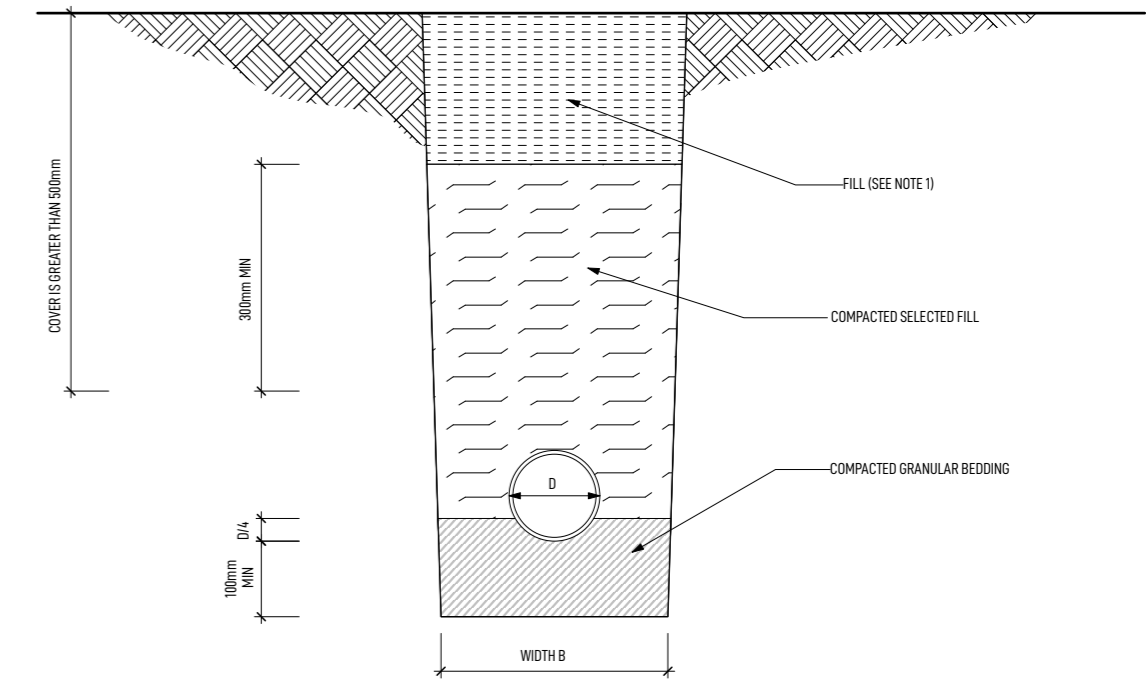 COVER IS GREATER THAN 500mm
300mm MIN
FILL (SEE NOTE 1)
COMPACTED SELECTED FILL
COMPACTED GRANULAR BEDDING
D
D/4
100mm
MIN
WIDTH B